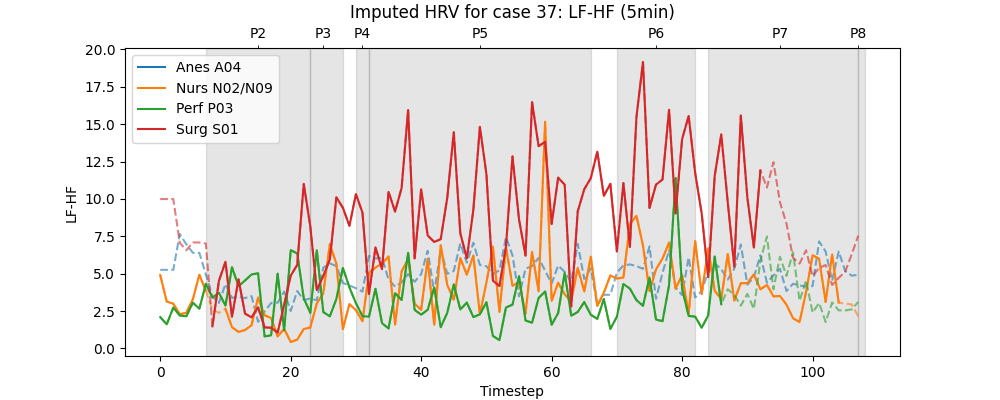 Imputed HRV for case 37: LF-HF (5min)
P2 P3 P4 P5 P6 P7 P8
20.0
17.5
15.0
12.5
10.0
7.5
5.0
2.5
0.0
LF-HF
Anes A04
Nurs N02/N09
Perf P03
Surg S01
0 20 40 60 80 100
Timestep